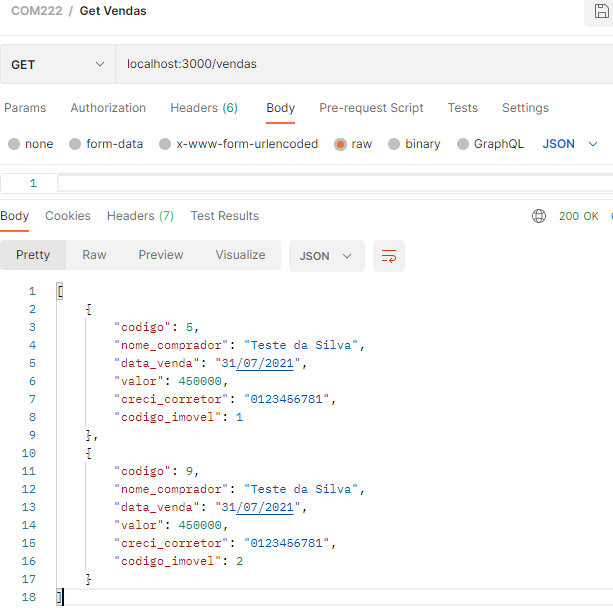 COM222 / Get Vendas
GET localhost:3000/vendas
Params Authorization Headers (6) Body Pre-request Script Tests Settings
none form-data x-www-form-urlencoded raw binary GraphQL JSON
1
Body Cookies Headers (7) Test Results 200 OK
Pretty Raw Preview Visualize JSON
1 [
2 {
3 "codigo": 5,
4 "nome_comprador": "Teste da Silva",
5 "data_venda": "31/07/2021",
6 "valor": 450000,
7 "creci_corretor": "0123456781",
8 "codigo_imovel": 1
9 },
10 {
11 "codigo": 9,
12 "nome_comprador": "Teste da Silva",
13 "data_venda": "31/07/2021",
14 "valor": 450000,
15 "creci_corretor": "0123456781",
16 "codigo_imovel": 2
17 }
18 ]